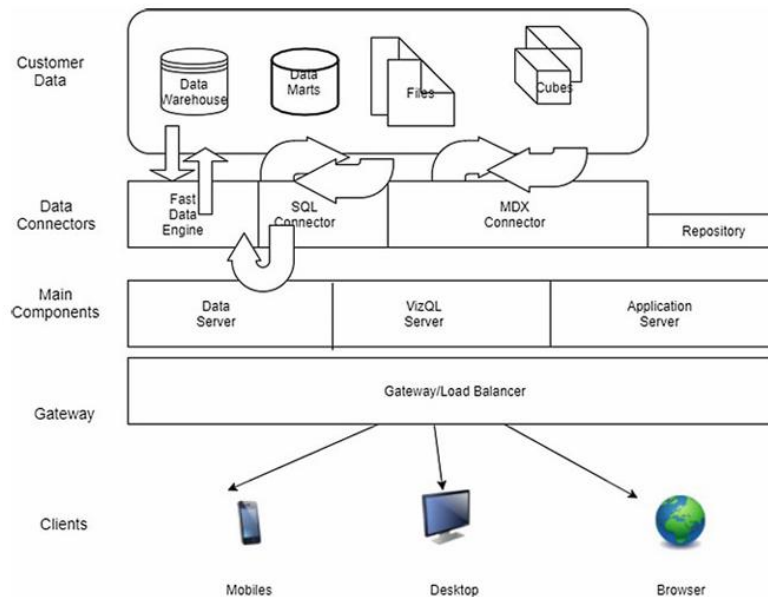 Customer
Data
Data
Warehouse
Data
Marts
Files
Cubes
Data
Connectors
Fast
Data
Engine
SQL
Connector
MDX
Connector
Repository
Main
Components
Data
Server
VizQL
Server
Application
Server
Gateway
Gateway/Load Balancer
Clients
Mobiles
Desktop
Browser